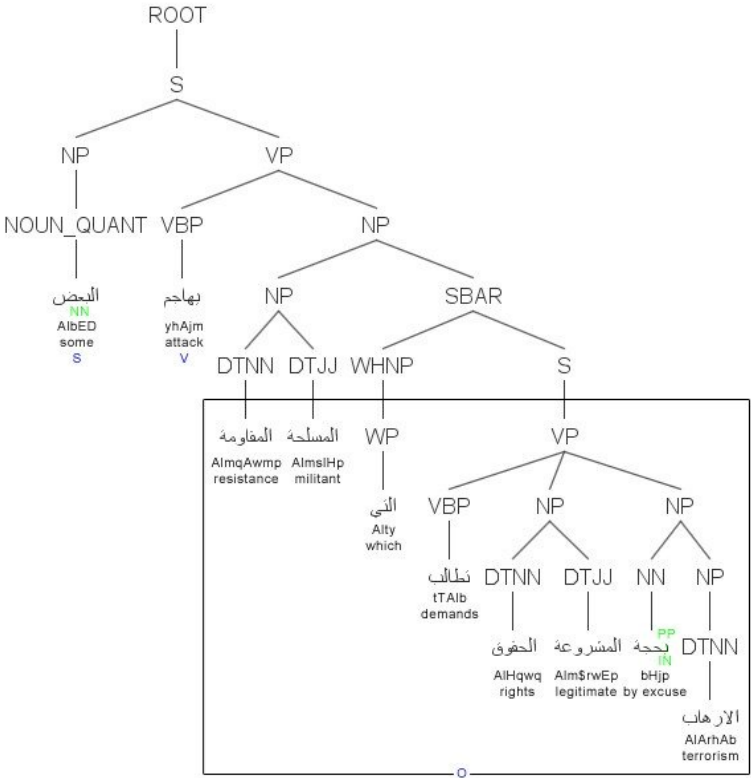 ROOT
S
NP VP
NOUN_QUANT VBP NP
البعض يهاجم NP SBAR
NN
AlbED yhAjm
some attack
S V
DTNN DTJJ WHNP S
المقاومة المسلحة WP VP
AlmqAwmp AlmslHp
resistance militant
التي VBP NP NP
Alty
which
تطالب DTNN DTJJ NN NP
tTAlb
demands
الحقوق المشروعة بحجة PP IN DTNN
AlHqwq Alm$rwEp bHjp
rights legitimate by excuse
الارهاب
AlArhAb
terrorism
O